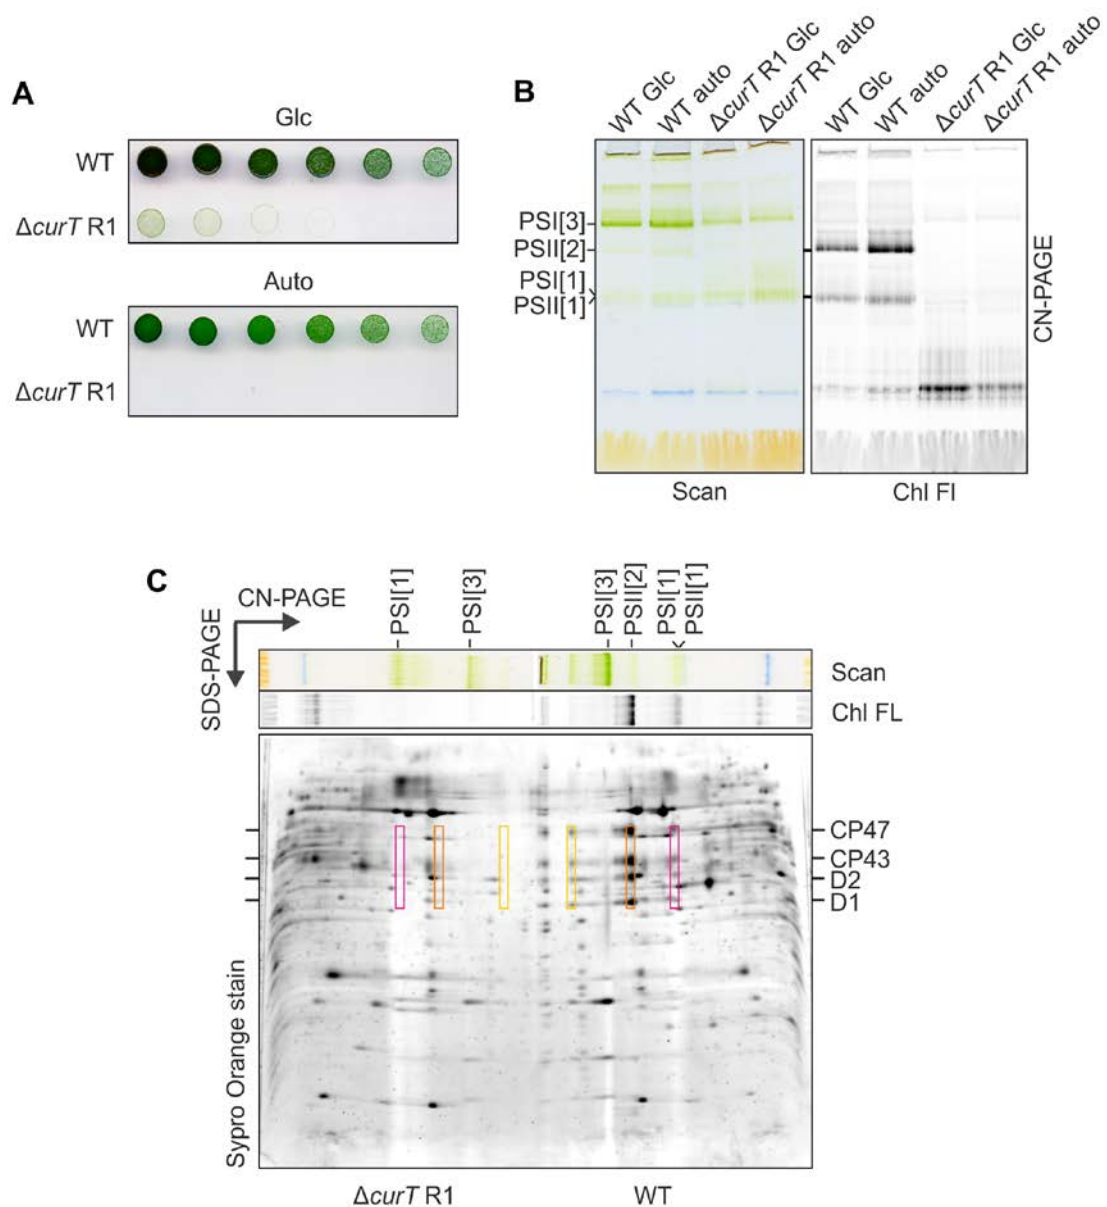 A
Glc
WT
ΔcurT R1
Auto
WT
ΔcurT R1
B
WT Glc
WT auto
ΔcurT R1 Glc
ΔcurT R1 auto
WT Glc
WT auto
ΔcurT R1 Glc
ΔcurT R1 auto
PSI[3]
PSII[2]
PSI[1]
PSII[1]
CN-PAGE
Scan
Chl Fl
C
CN-PAGE
SDS-PAGE
PSI[1]
PSI[3]
PSI[3]
PSII[2]
PSI[1]
PSII[1]
Scan
Chl FL
CP47
CP43
D2
D1
Sypro Orange stain
ΔcurT R1
WT